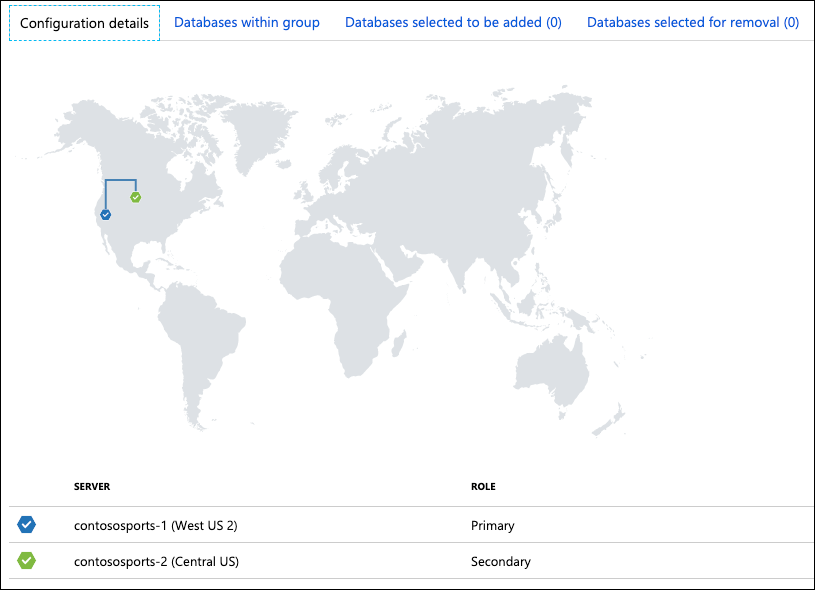 Configuration details Databases within group Databases selected to be added (0) Databases selected for removal (0)
SERVER ROLE
contososports-1 (West US 2) Primary
contososports-2 (Central US) Secondary